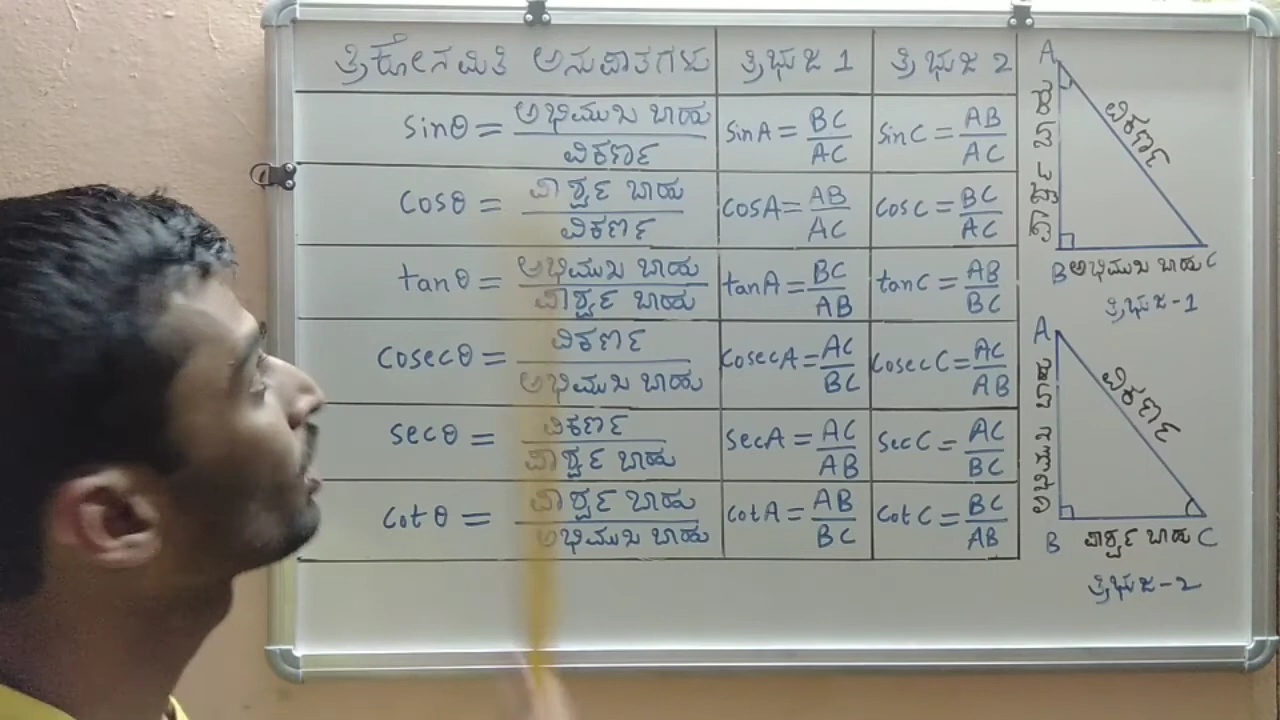 ತ್ರಿಕೋನಮಿತಿ ಅನುಪಾತಗಳು ತ್ರಿಭುಜ 1 ತ್ರಿಭುಜ 2
sinθ = ಅಭಿಮುಖ ಬಾಹು / ವಿಕರ್ಣ sinA = BC / AC sinC = AB / AC
cosθ = ಪಾರ್ಶ್ವ ಬಾಹು / ವಿಕರ್ಣ cosA = AB / AC cosC = BC / AC
tanθ = ಅಭಿಮುಖ ಬಾಹು / ಪಾರ್ಶ್ವ ಬಾಹು tanA = BC / AB tanC = AB / BC
cosecθ = ವಿಕರ್ಣ / ಅಭಿಮುಖ ಬಾಹು cosecA = AC / BC cosecC = AC / AB
secθ = ವಿಕರ್ಣ / ಪಾರ್ಶ್ವ ಬಾಹು secA = AC / AB secC = AC / BC
cotθ = ಪಾರ್ಶ್ವ ಬಾಹು / ಅಭಿಮುಖ ಬಾಹು cotA = AB / BC cotC = BC / AB
A
ಪಾರ್ಶ್ವ ಬಾಹು
ವಿಕರ್ಣ
B ಅಭಿಮುಖ ಬಾಹು C
ತ್ರಿಭುಜ-1
A
ಅಭಿಮುಖ ಬಾಹು
ವಿಕರ್ಣ
B ಪಾರ್ಶ್ವ ಬಾಹು C
ತ್ರಿಭುಜ-2